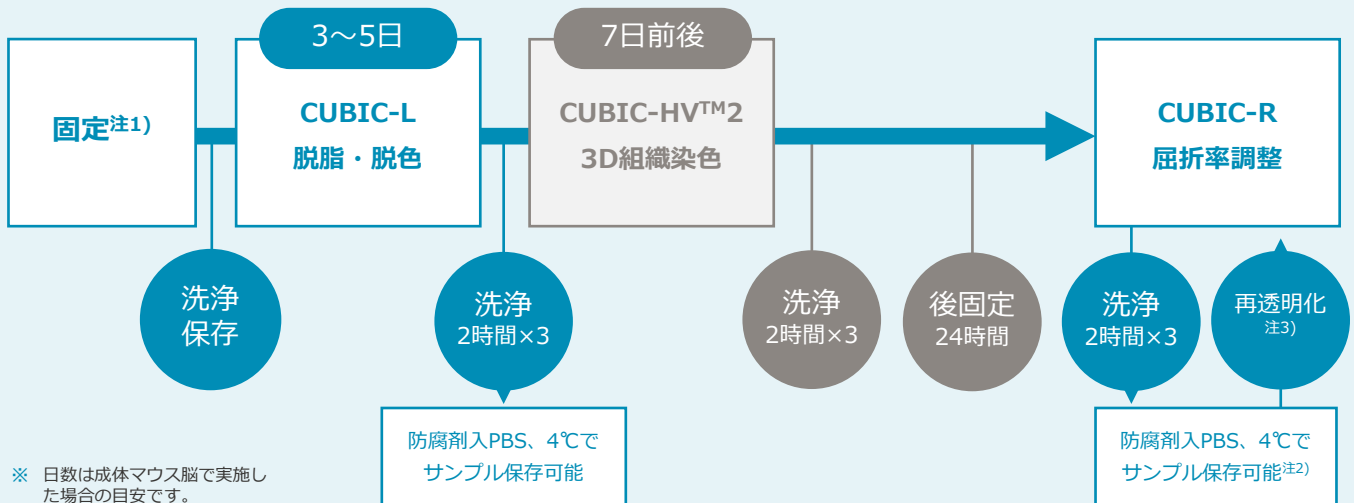 3～5日
7日前後
固定注1)
CUBIC-L
脱脂・脱色
CUBIC-HV™2
3D組織染色
CUBIC-R
屈折率調整
洗浄
保存
洗浄
2時間×3
洗浄
2時間×3
後固定
24時間
洗浄
2時間×3
再透明化
注3)
防腐剤入PBS、4℃で
サンプル保存可能
防腐剤入PBS、4℃で
サンプル保存可能注2)
※ 日数は成体マウス脳で実施し
た場合の目安です。